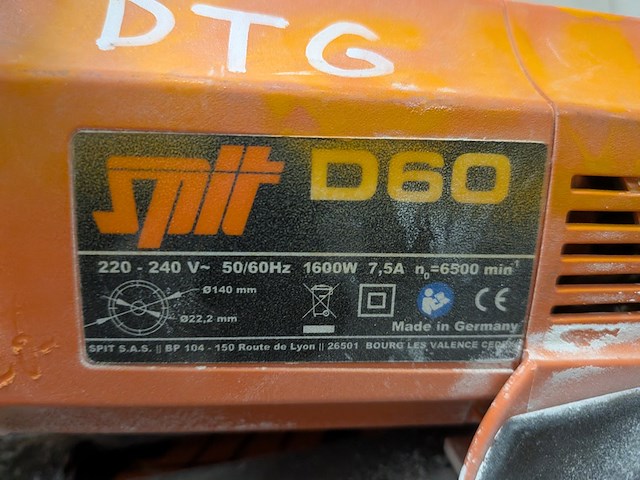 DTG
spit D60
220 - 240 V~ 50/60Hz 1600W 7,5A n0=6500 min-1
Ø140 mm
Ø22,2 mm
CE
Made in Germany
SPIT S.A.S. || BP 104 - 150 Route de Lyon || 26501 BOURG LES VALENCE CEDEX